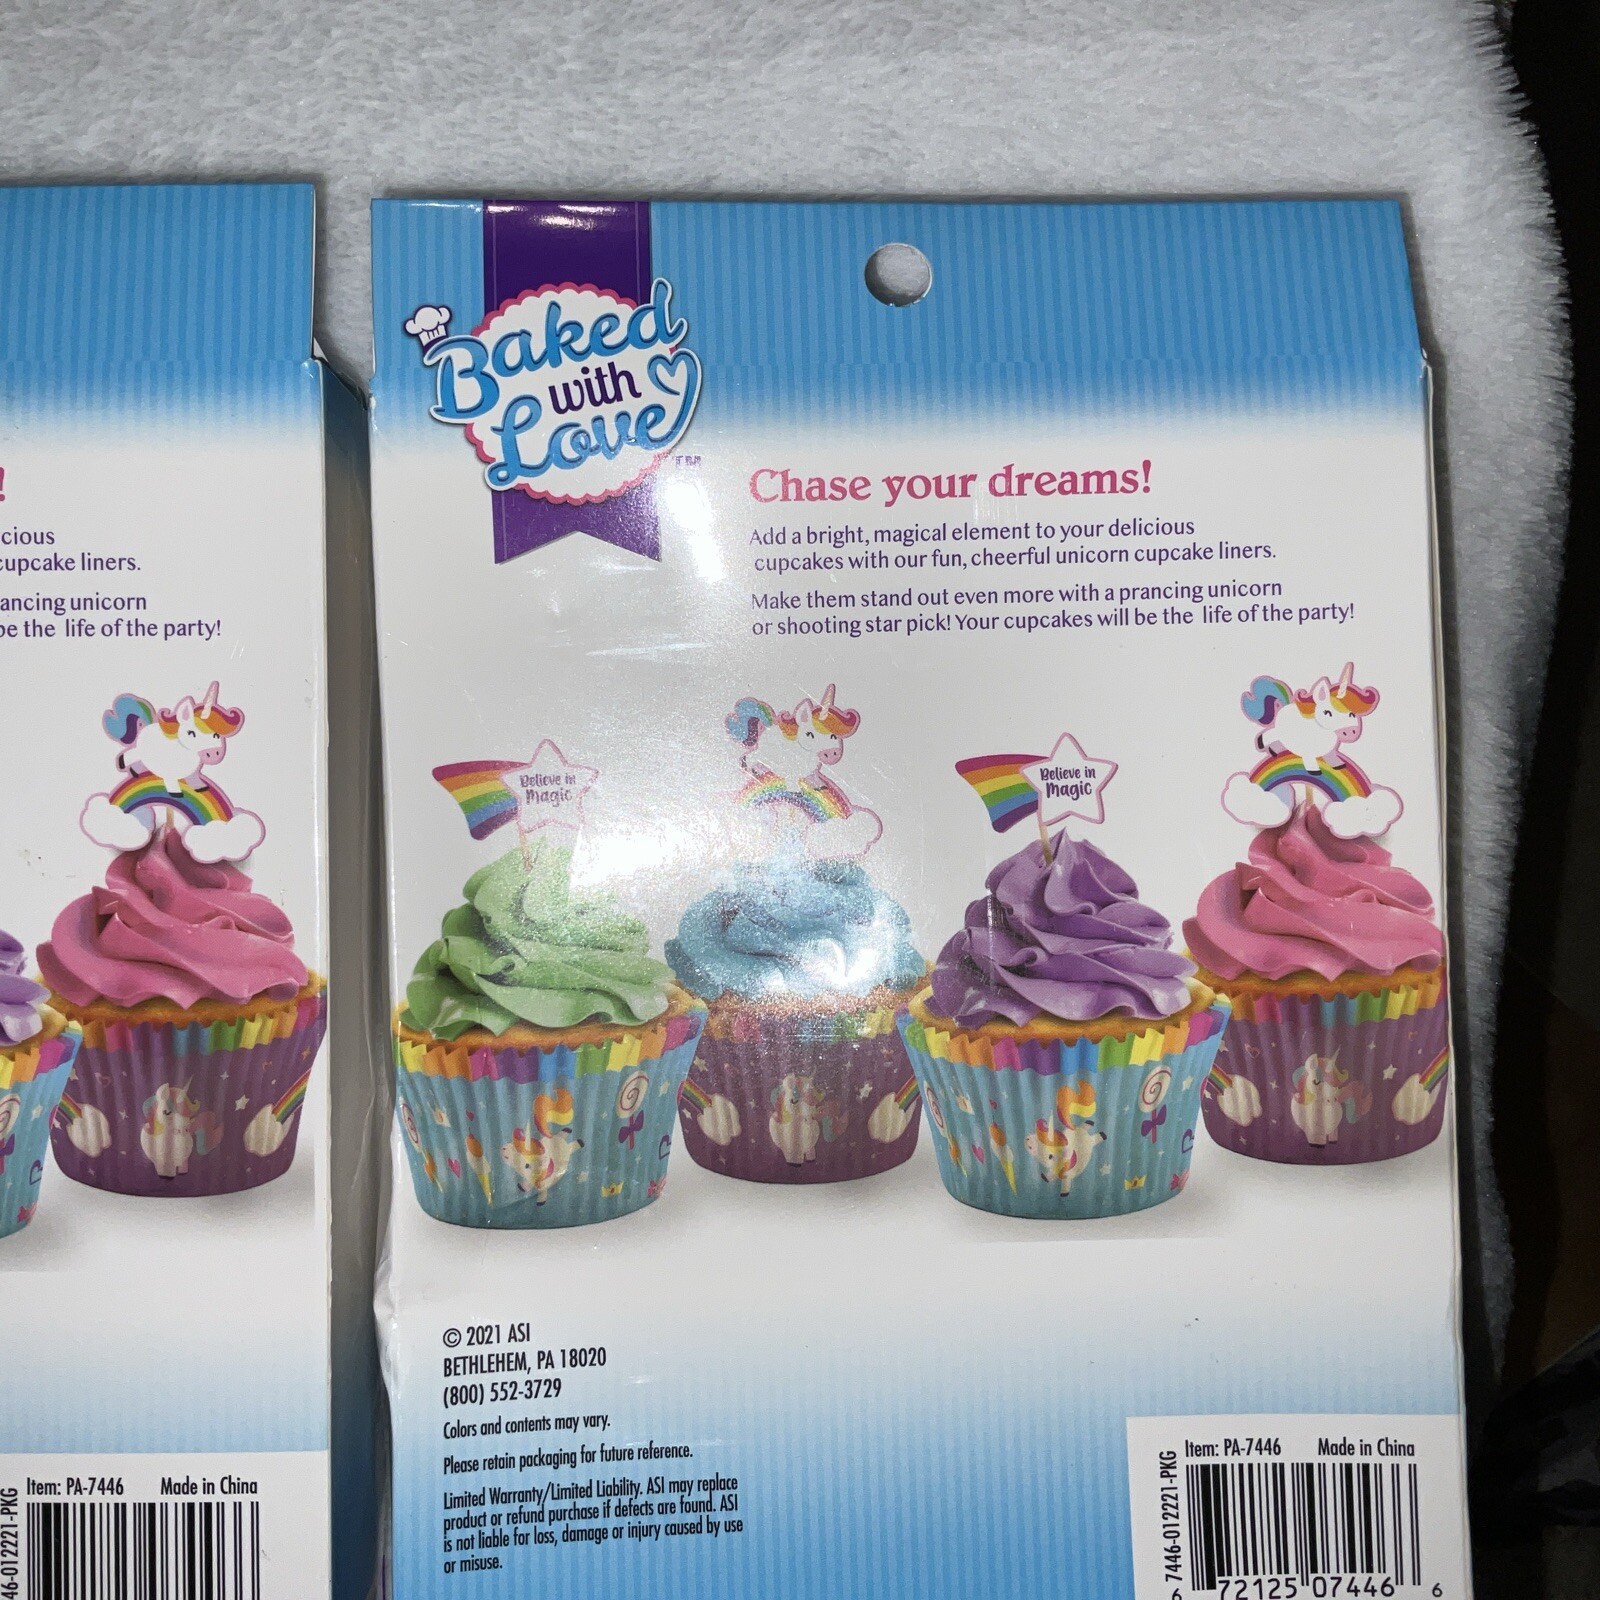 !
cious
cupcake liners.
ancing unicorn
be the life of the party!
Item: PA-7446 Made in China
46-012221-PKG
Baked
with
Love
TM
Chase your dreams!
Add a bright, magical element to your delicious
cupcakes with our fun, cheerful unicorn cupcake liners.
Make them stand out even more with a prancing unicorn
or shooting star pick! Your cupcakes will be the life of the party!
Believe in
Magic
Believe in
Magic
© 2021 ASI
BETHLEHEM, PA 18020
(800) 552-3729
Colors and contents may vary.
Please retain packaging for future reference.
Limited Warranty/Limited Liability. ASI may replace
product or refund purchase if defects are found. ASI
is not liable for loss, damage or injury caused by use
or misuse.
Item: PA-7446 Made in China
7446-012221-PKG
6 72125 07446 6